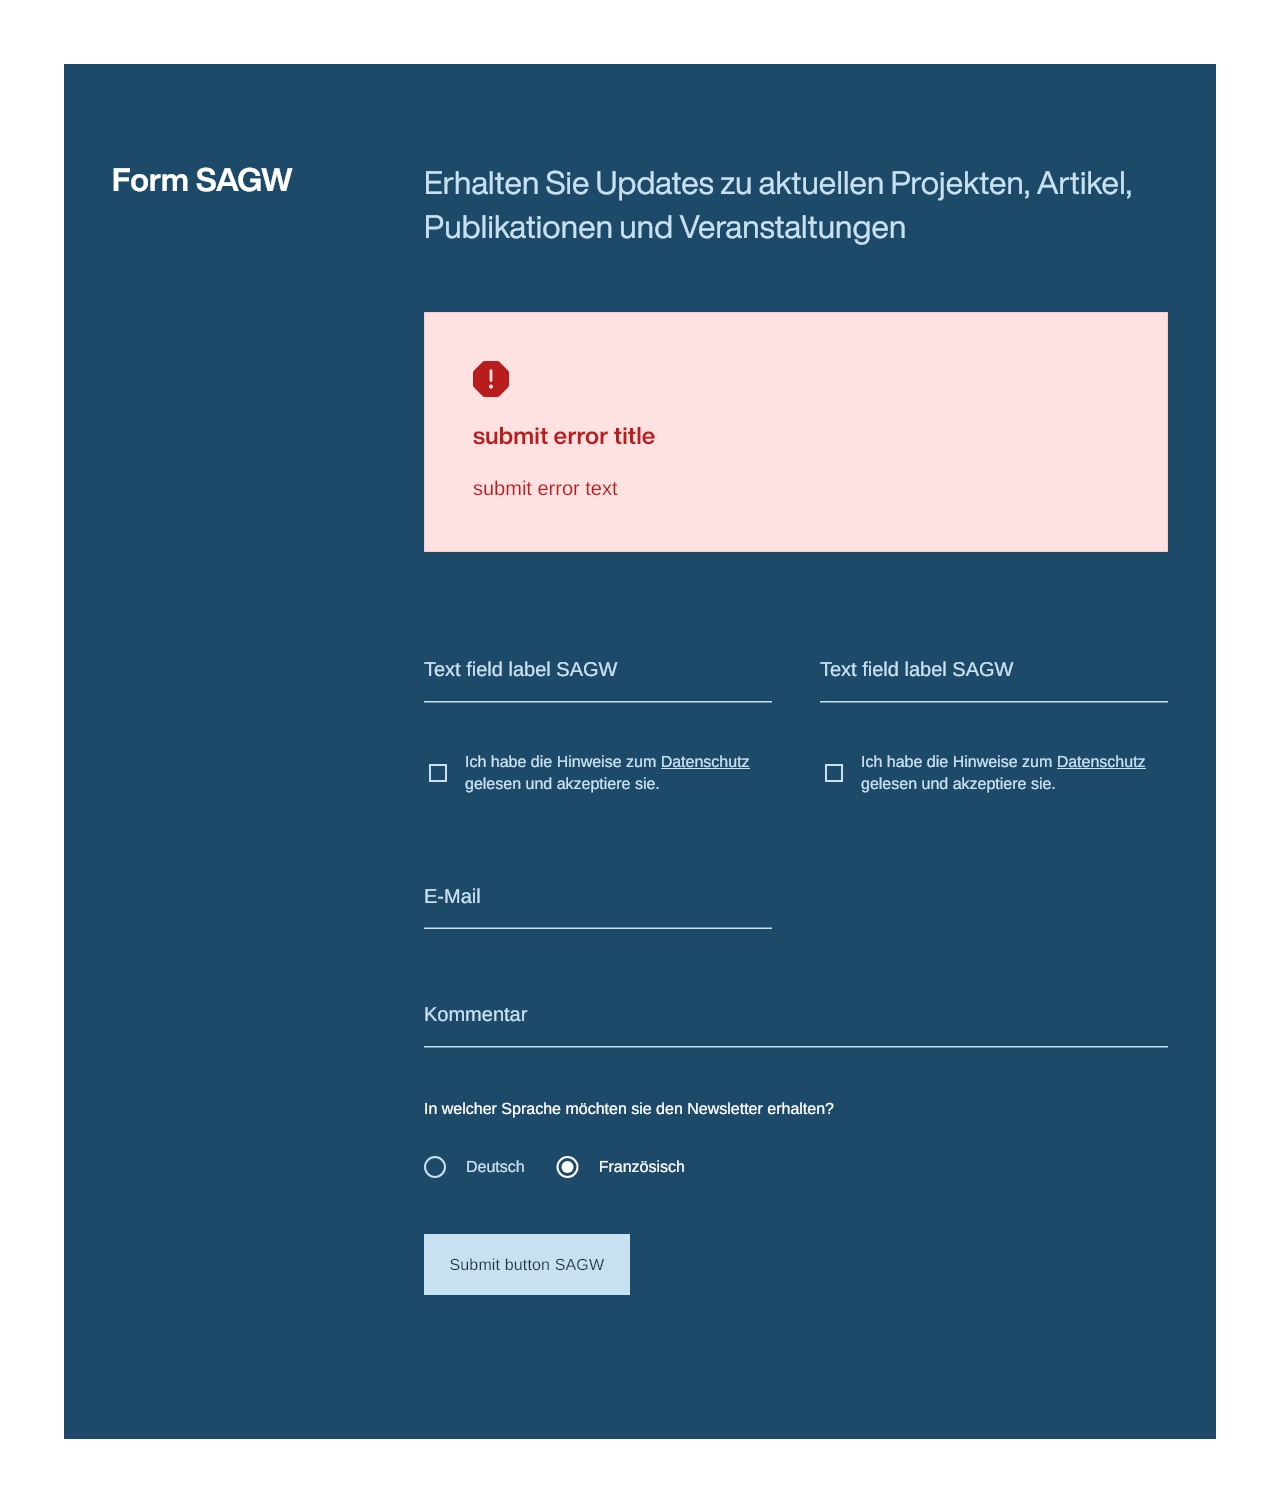 Form SAGW
Erhalten Sie Updates zu aktuellen Projekten, Artikel,
Publikationen und Veranstaltungen
submit error title
submit error text
Text field label SAGW
Text field label SAGW
Ich habe die Hinweise zum Datenschutz
gelesen und akzeptiere sie.
Ich habe die Hinweise zum Datenschutz
gelesen und akzeptiere sie.
E-Mail
Kommentar
In welcher Sprache möchten sie den Newsletter erhalten?
Deutsch
Französisch
Submit button SAGW